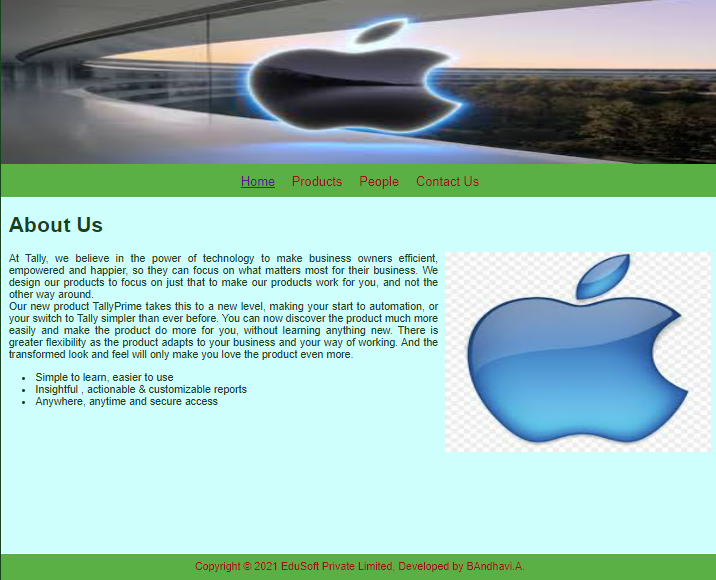 Home Products People Contact Us
About Us
At Tally, we believe in the power of technology to make business owners efficient,
empowered and happier, so they can focus on what matters most for their business. We
design our products to focus on just that to make our products work for you, and not the
other way around.
Our new product TallyPrime takes this to a new level, making your start to automation, or
your switch to Tally simpler than ever before. You can now discover the product much more
easily and make the product do more for you, without learning anything new. There is
greater flexibility as the product adapts to your business and your way of working. And the
transformed look and feel will only make you love the product even more.
• Simple to learn, easier to use
• Insightful , actionable & customizable reports
• Anywhere, anytime and secure access
Copyright © 2021 EduSoft Private Limited, Developed by BAndhavi.A.